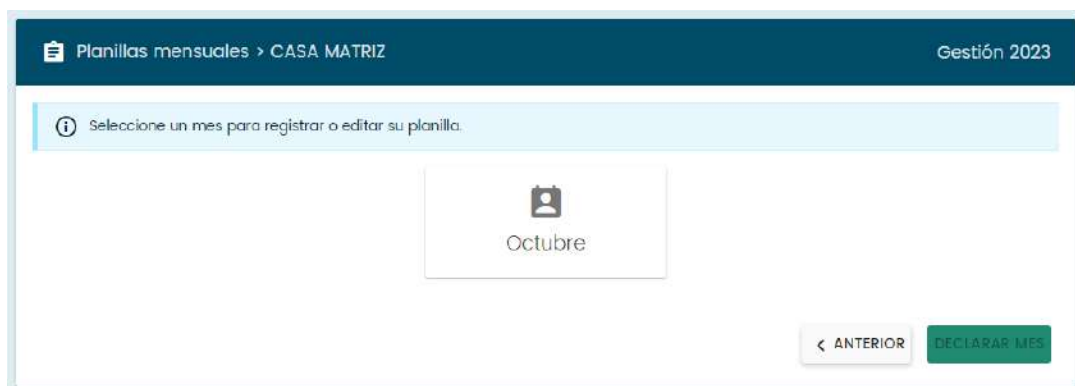 Planillas mensuales > CASA MATRIZ
Gestión 2023
Seleccione un mes para registrar o editar su planilla.
Octubre
< ANTERIOR
DECLARAR MES